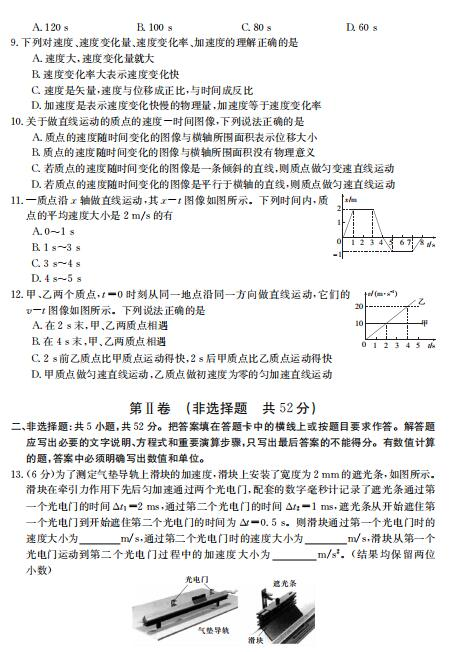 A. 120 s B. 100 s C. 80 s D. 60 s
9. 下列对速度、速度变化量、速度变化率、加速度的理解正确的是
A. 速度大,速度变化量就大
B. 速度变化率大表示速度变化快
C. 速度是矢量,速度与位移成正比,与时间成反比
D. 加速度是表示速度变化快慢的物理量,加速度等于速度变化率
10. 关于做直线运动的质点的速度—时间图像,下列说法正确的是
A. 质点的速度随时间变化的图像与横轴所围面积表示位移大小
B. 质点的速度随时间变化的图像与横轴所围面积没有物理意义
C. 若质点的速度随时间变化的图像是一条倾斜的直线,则质点做匀变速直线运动
D. 若质点的速度随时间变化的图像是平行于横轴的直线,则质点做匀速直线运动
11. 一质点沿 x 轴做直线运动,其 x—t 图像如图所示。下列时间内,质
点的平均速度大小是 2 m/s 的有
A. 0～1 s
B. 1 s～3 s
C. 3 s～4 s
D. 4 s～5 s
x/m
2
1
0 1 2 3 4 5 6 7 8 t/s
-1
12. 甲、乙两个质点,t=0 时刻从同一地点沿同一方向做直线运动,它们的
v—t 图像如图所示。下列说法正确的是
A. 在 2 s 末,甲、乙两质点相遇
B. 在 4 s 末,甲、乙两质点相遇
C. 2 s 前乙质点比甲质点运动得快,2 s 后甲质点比乙质点运动得快
D. 甲质点做匀速直线运动,乙质点做初速度为零的匀加速直线运动
v/(m·s⁻¹)
乙
20
10 甲
0 1 2 3 4 5 t/s
第Ⅱ卷 (非选择题 共 52 分)
二、非选择题:共 5 小题,共 52 分。把答案填在答题卡中的横线上或按题目要求作答。解答题
应写出必要的文字说明、方程式和重要演算步骤,只写出最后答案的不能得分。有数值计算
的题,答案中必须明确写出数值和单位。
13. (6 分)为了测定气垫导轨上滑块的加速度,滑块上安装了宽度为 2 mm 的遮光条,如图所示。
滑块在牵引力作用下先后匀加速通过两个光电门,配套的数字毫秒计记录了遮光条通过第
一个光电门的时间 Δt₁=2 ms,通过第二个光电门的时间 Δt₂=1 ms,遮光条从开始遮住第
一个光电门到开始遮住第二个光电门的时间为 Δt=0.5 s。则滑块通过第一个光电门时的
速度大小为________m/s,通过第二个光电门时的速度大小为________m/s,滑块从第一个
光电门运动到第二个光电门过程中的加速度大小为________m/s²。(结果均保留两位
小数)
光电门
气垫导轨
遮光条
滑块